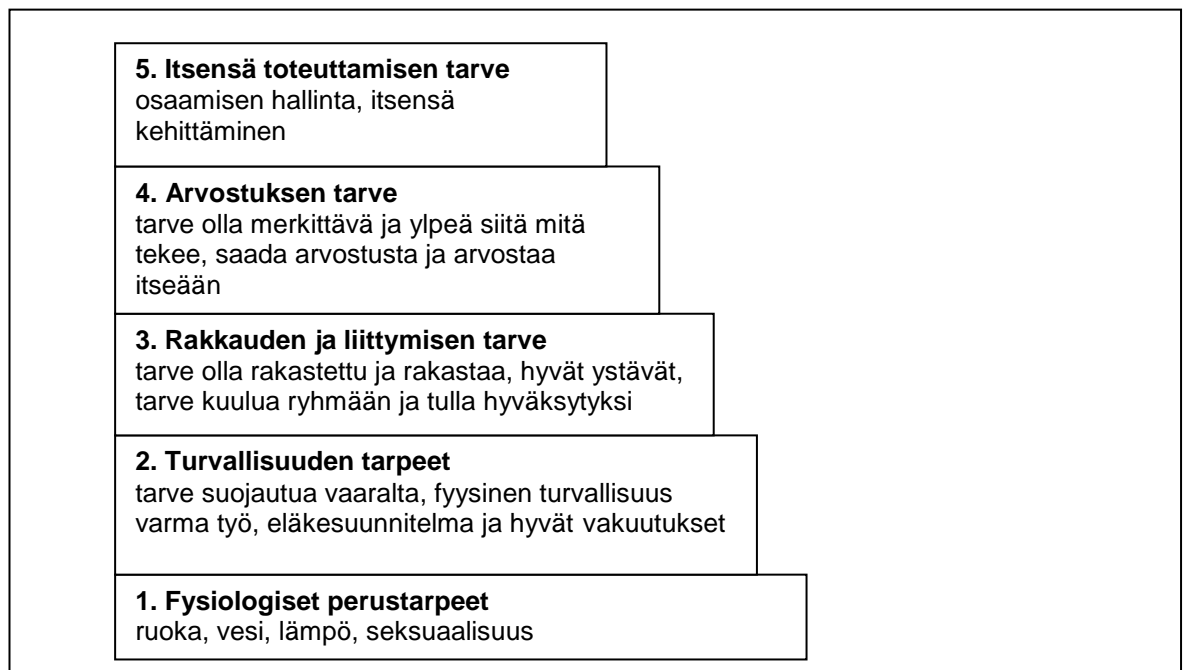 5. Itsensä toteuttamisen tarve
osaamisen hallinta, itsensä
kehittäminen
4. Arvostuksen tarve
tarve olla merkittävä ja ylpeä siitä mitä
tekee, saada arvostusta ja arvostaa
itseään
3. Rakkauden ja liittymisen tarve
tarve olla rakastettu ja rakastaa, hyvät ystävät,
tarve kuulua ryhmään ja tulla hyväksytyksi
2. Turvallisuuden tarpeet
tarve suojautua vaaralta, fyysinen turvallisuus
varma työ, eläkesuunnitelma ja hyvät vakuutukset
1. Fysiologiset perustarpeet
ruoka, vesi, lämpö, seksuaalisuus